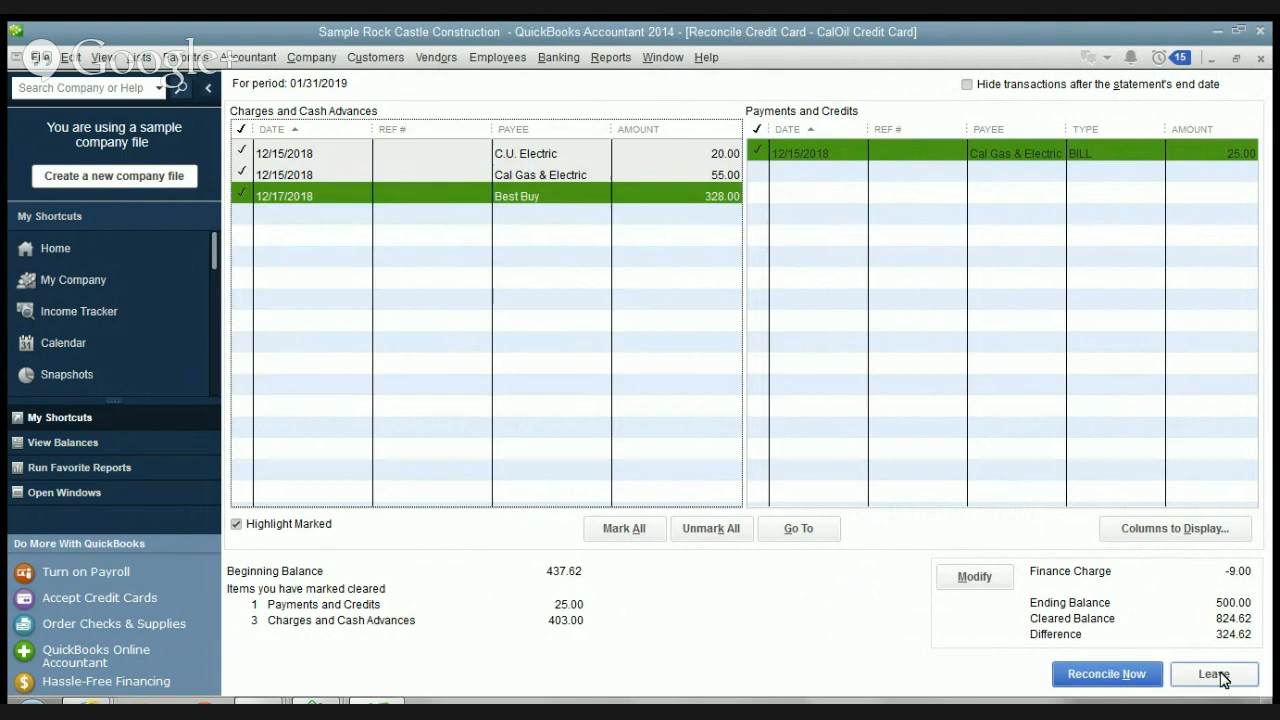 Sample Rock Castle Construction - QuickBooks Accountant 2014 - [Reconcile Credit Card - CalOil Credit Card]
File Edit View Lists Favorites Accountant Company Customers Vendors Employees Banking Reports Window Help 15
Google+
Search Company or Help
For period: 01/31/2019
Hide transactions after the statement's end date
You are using a sample
company file
Create a new company file
My Shortcuts
Home
My Company
Income Tracker
Calendar
Snapshots
My Shortcuts
View Balances
Run Favorite Reports
Open Windows
Do More With QuickBooks
Turn on Payroll
Accept Credit Cards
Order Checks & Supplies
QuickBooks Online
Accountant
Hassle-Free Financing
Charges and Cash Advances
DATE REF # PAYEE AMOUNT
12/15/2018 C.U. Electric 20.00
12/15/2018 Cal Gas & Electric 55.00
12/17/2018 Best Buy 328.00
Payments and Credits
DATE REF # PAYEE TYPE AMOUNT
12/15/2018 Cal Gas & Electric BILL 25.00
Highlight Marked
Mark All Unmark All Go To Columns to Display...
Beginning Balance 437.62
Items you have marked cleared
1 Payments and Credits 25.00
3 Charges and Cash Advances 403.00
Modify
Finance Charge -9.00
Ending Balance 500.00
Cleared Balance 824.62
Difference 324.62
Reconcile Now Leave